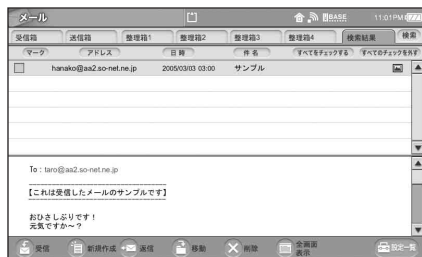 メール BASE 11:01PM
受信箱 送信箱 整理箱1 整理箱2 整理箱3 整理箱4 検索結果 検索
マーク アドレス 日時 件名 すべてをチェックする すべてのチェックを外す
hanako@aa2.so-net.ne.jp 2005/03/03 03:00 サンプル
To : taro@aa2.so-net.ne.jp
【これは受信したメールのサンプルです】
おひさしぶりです！
元気ですか～？
受信 新規作成 返信 移動 削除 全画面表示 設定一覧